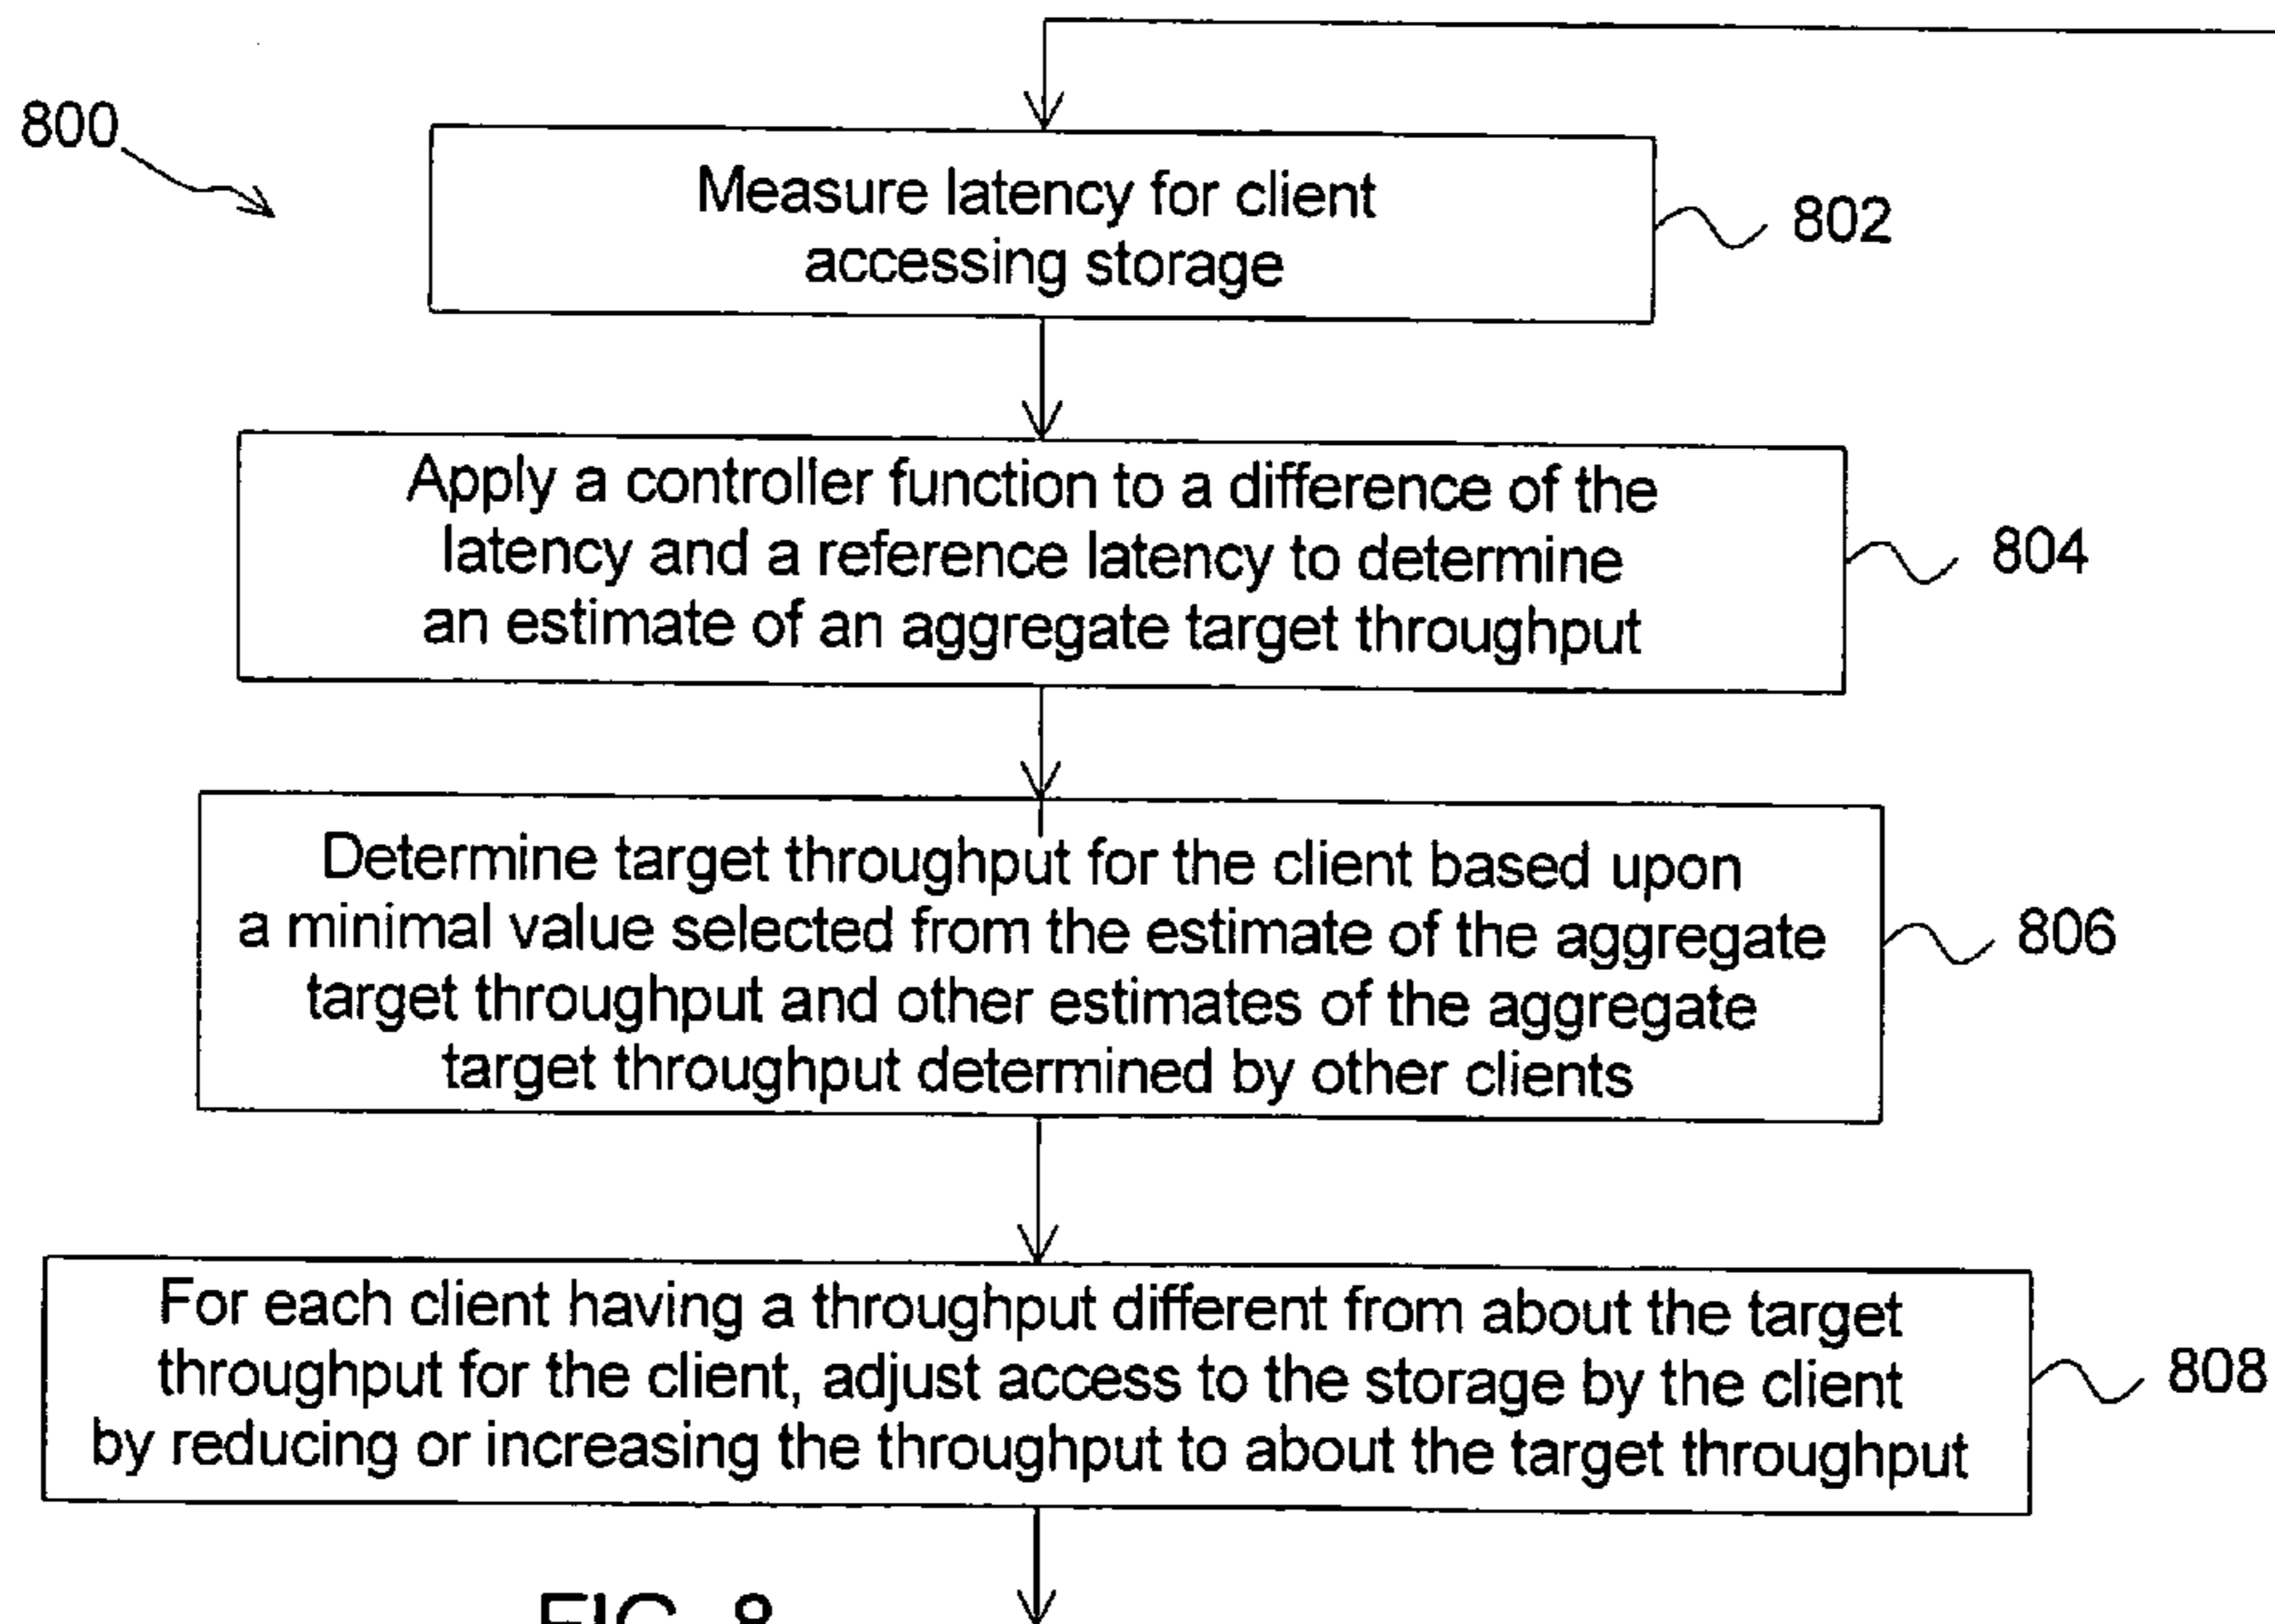 800
Measure latency for client
accessing storage
802
Apply a controller function to a difference of the
latency and a reference latency to determine
an estimate of an aggregate target throughput
804
Determine target throughput for the client based upon
a minimal value selected from the estimate of the aggregate
target throughput and other estimates of the aggregate
target throughput determined by other clients
806
For each client having a throughput different from about the target
throughput for the client, adjust access to the storage by the client
by reducing or increasing the throughput to about the target throughput
808
FIG. 8